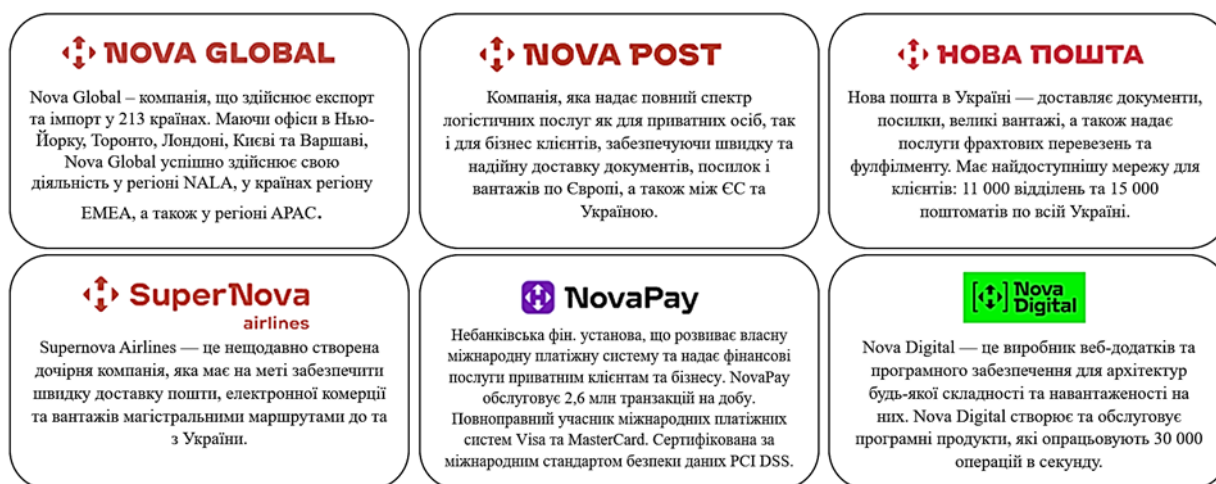 NOVA GLOBAL
Nova Global – компанія, що здійснює експорт
та імпорт у 213 країнах. Маючи офіси в Нью-
Йорку, Торонто, Лондоні, Києві та Варшаві,
Nova Global успішно здійснює свою
діяльність у регіоні NALA, у країнах регіону
EMEA, а також у регіоні APAC.
NOVA POST
Компанія, яка надає повний спектр
логістичних послуг як для приватних осіб, так
і для бізнес клієнтів, забезпечуючи швидку та
надійну доставку документів, посилок і
вантажів по Європі, а також між ЄС та
Україною.
НОВА ПОШТА
Нова пошта в Україні — доставляє документи,
посилки, великі вантажі, а також надає
послуги фрахтових перевезень та
фулфілменту. Має найдоступнішу мережу для
клієнтів: 11 000 відділень та 15 000
поштоматів по всій Україні.
SuperNova
airlines
Supernova Airlines — це нещодавно створена
дочірня компанія, яка має на меті забезпечити
швидку доставку пошти, електронної комерції
та вантажів магістральними маршрутами до та
з України.
NovaPay
Небанківська фін. установа, що розвиває власну
міжнародну платіжну систему та надає фінансові
послуги приватним клієнтам та бізнесу. NovaPay
обслуговує 2,6 млн транзакцій на добу.
Повноправний учасник міжнародних платіжних
систем Visa та MasterCard. Сертифікована за
міжнародним стандартом безпеки даних PCI DSS.
Nova
Digital
Nova Digital — це виробник веб-додатків та
програмного забезпечення для архітектур
будь-якої складності та навантаженості на
них. Nova Digital створює та обслуговує
програмні продукти, які опрацьовують 30 000
операцій в секунду.